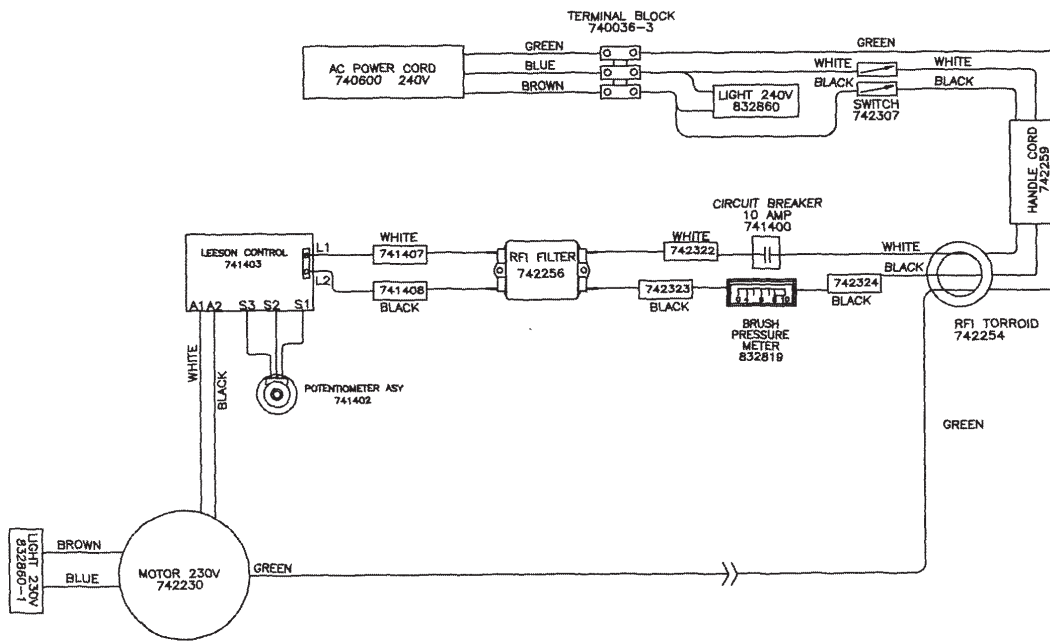 TERMINAL BLOCK
740036-3
GREEN
GREEN
AC POWER CORD
740600 240V
BLUE
WHITE
WHITE
BROWN
BLACK
BLACK
LIGHT 240V
832860
SWITCH
742307
HANDLE CORD
742259
CIRCUIT BREAKER
10 AMP
741400
LEESON CONTROL
741403
L1
L2
WHITE
741407
741408
BLACK
RFI FILTER
742256
WHITE
742322
742323
BLACK
WHITE
BLACK
742324
BLACK
BRUSH
PRESSURE
METER
832819
RFI TORROID
742254
A1 A2 S3 S2 S1
WHITE
BLACK
POTENTIOMETER ASY
741402
GREEN
LIGHT 230V
832860-1
BROWN
BLUE
MOTOR 230V
742230
GREEN